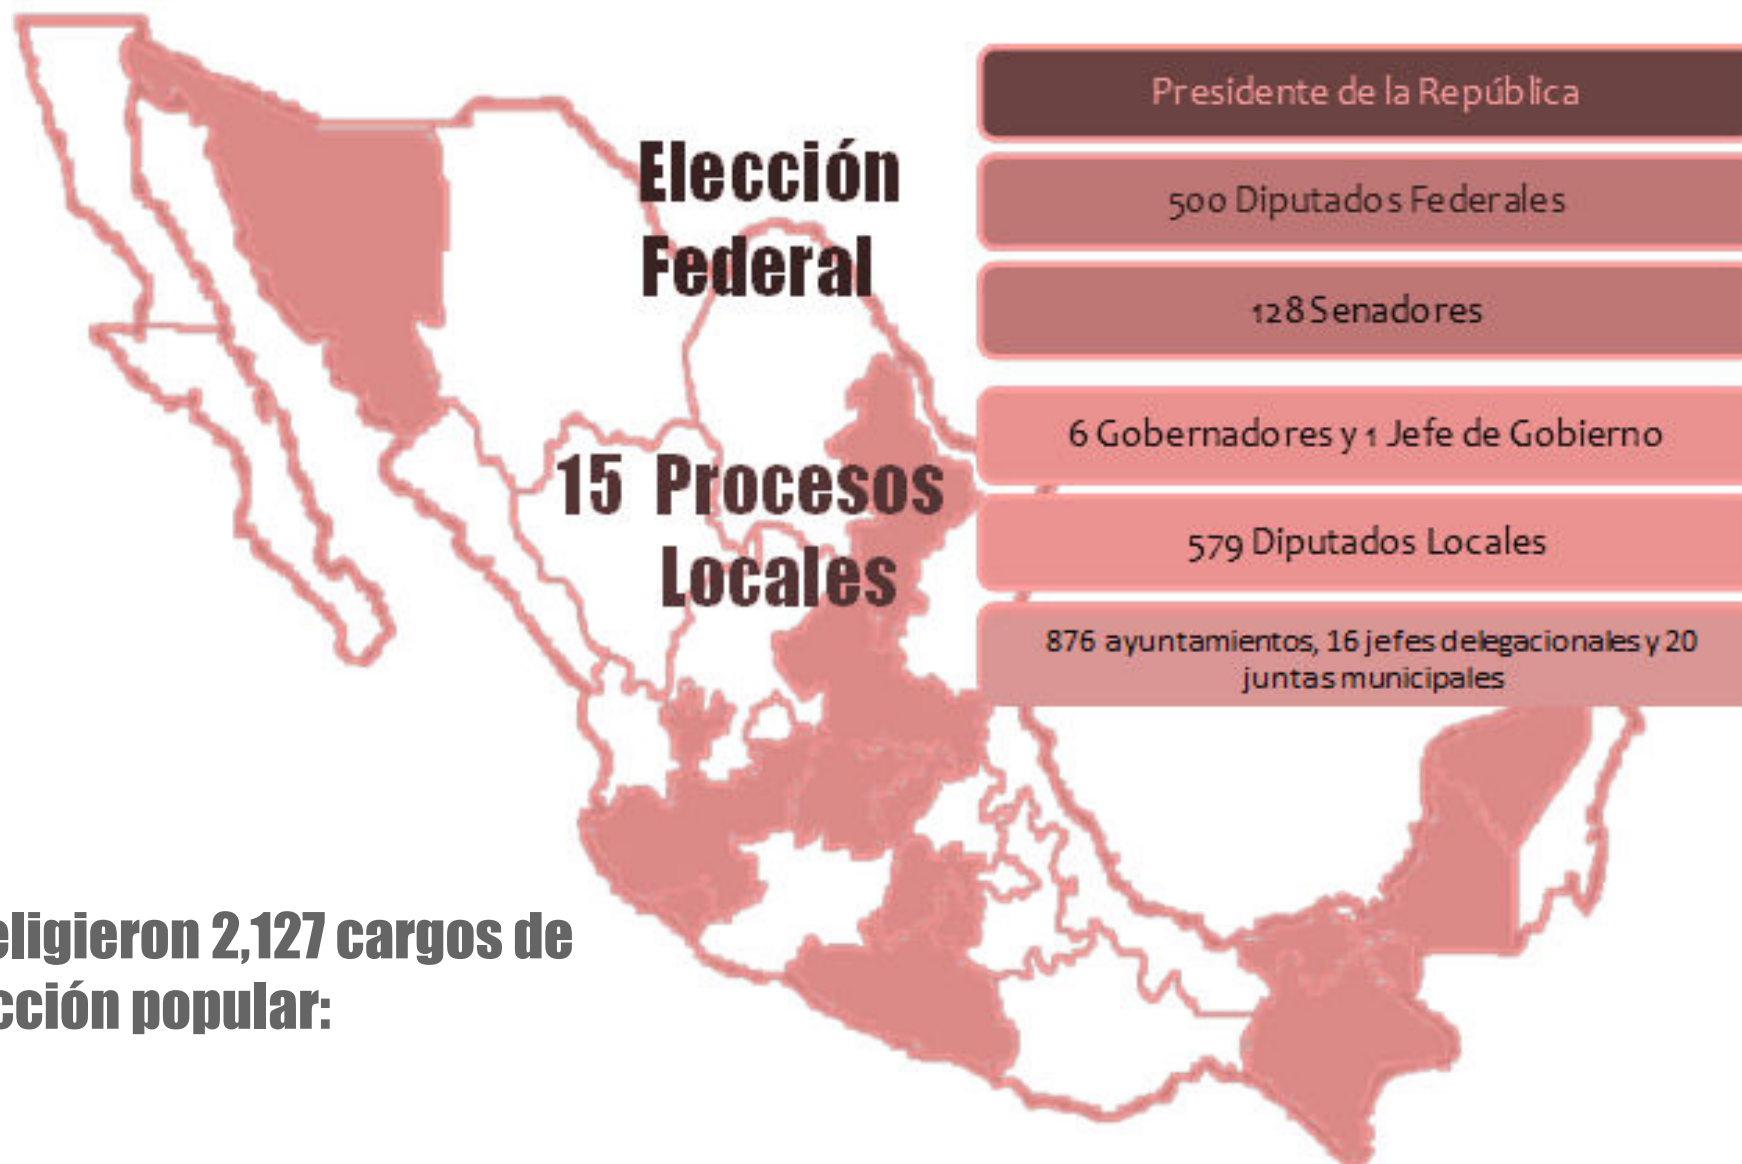 Elección
Federal
Presidente de la República
500 Diputados Federales
128 Senadores
15 Procesos
Locales
6 Gobernadores y 1 Jefe de Gobierno
579 Diputados Locales
876 ayuntamientos, 16 jefes delegacionales y 20
juntas municipales
eligieron 2,127 cargos de
cción popular: